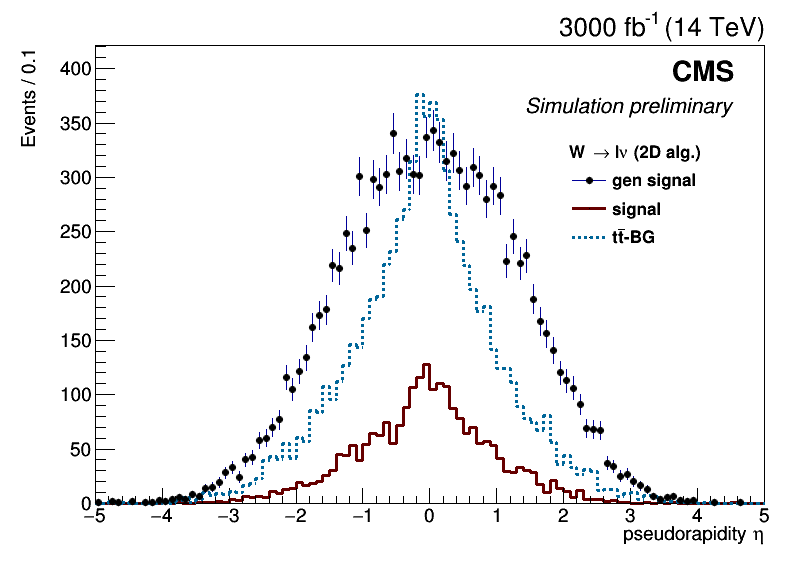 3000 fb⁻¹ (14 TeV)
Events / 0.1
CMS
Simulation preliminary
W → lν (2D alg.)
gen signal
signal
tt̄-BG
400
350
300
250
200
150
100
50
0
−5 −4 −3 −2 −1 0 1 2 3 4 5
pseudorapidity η